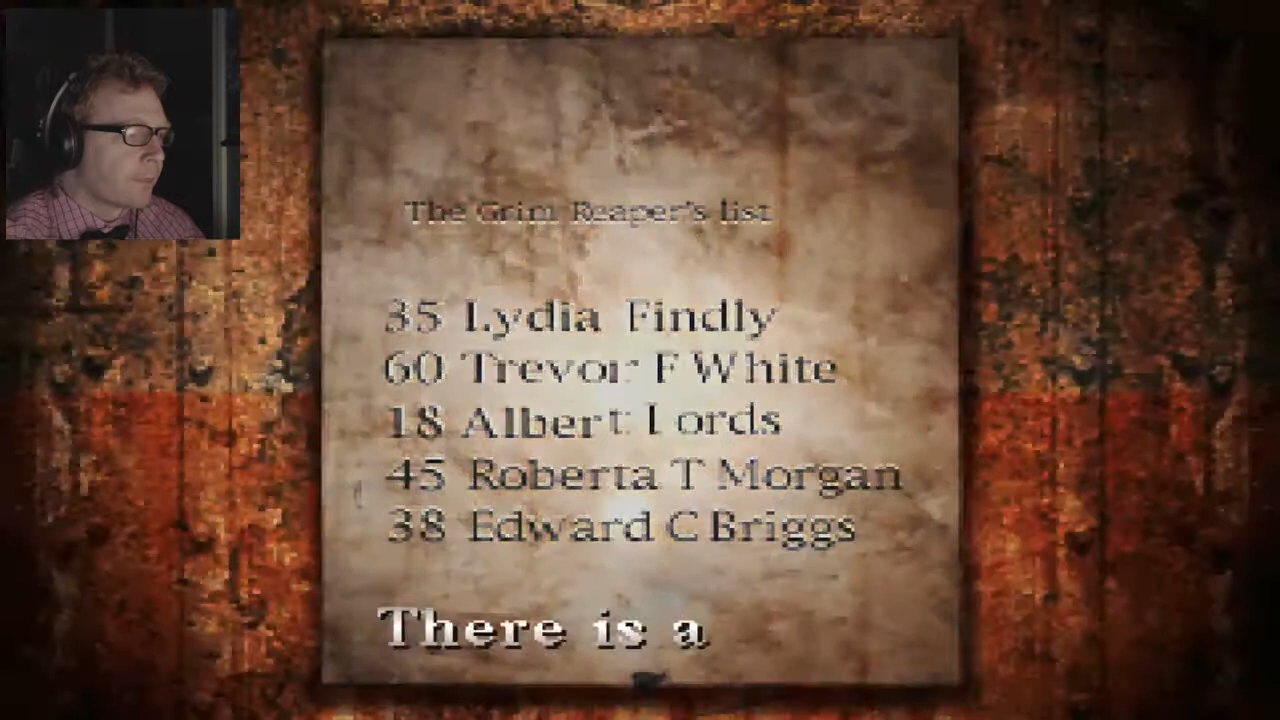 The Grim Reaper's list
35 Lydia Findly
60 Trevor F White
18 Albert Lords
45 Roberta T Morgan
38 Edward C Briggs
There is a